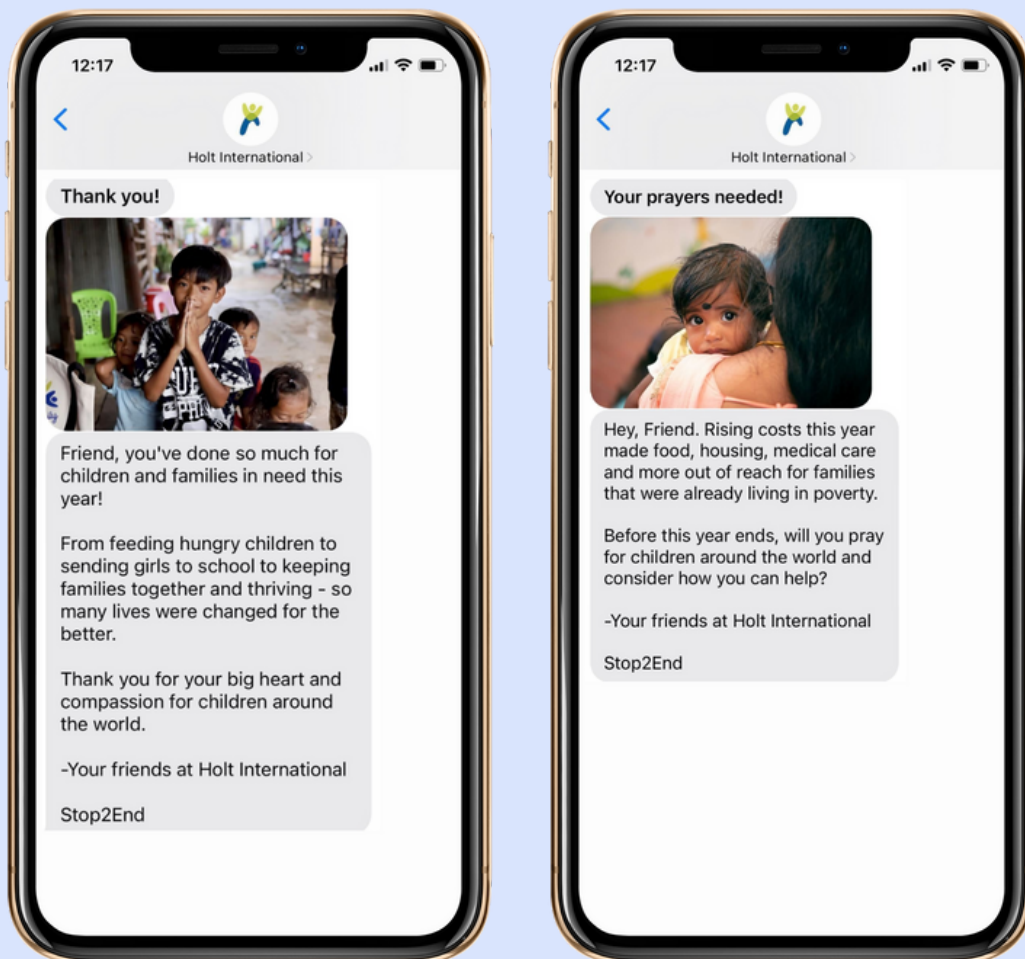 12:17
Holt International
Thank you!
Friend, you've done so much for
children and families in need this
year!
From feeding hungry children to
sending girls to school to keeping
families together and thriving - so
many lives were changed for the
better.
Thank you for your big heart and
compassion for children around
the world.
-Your friends at Holt International
Stop2End
12:17
Holt International
Your prayers needed!
Hey, Friend. Rising costs this year
made food, housing, medical care
and more out of reach for families
that were already living in poverty.
Before this year ends, will you pray
for children around the world and
consider how you can help?
-Your friends at Holt International
Stop2End